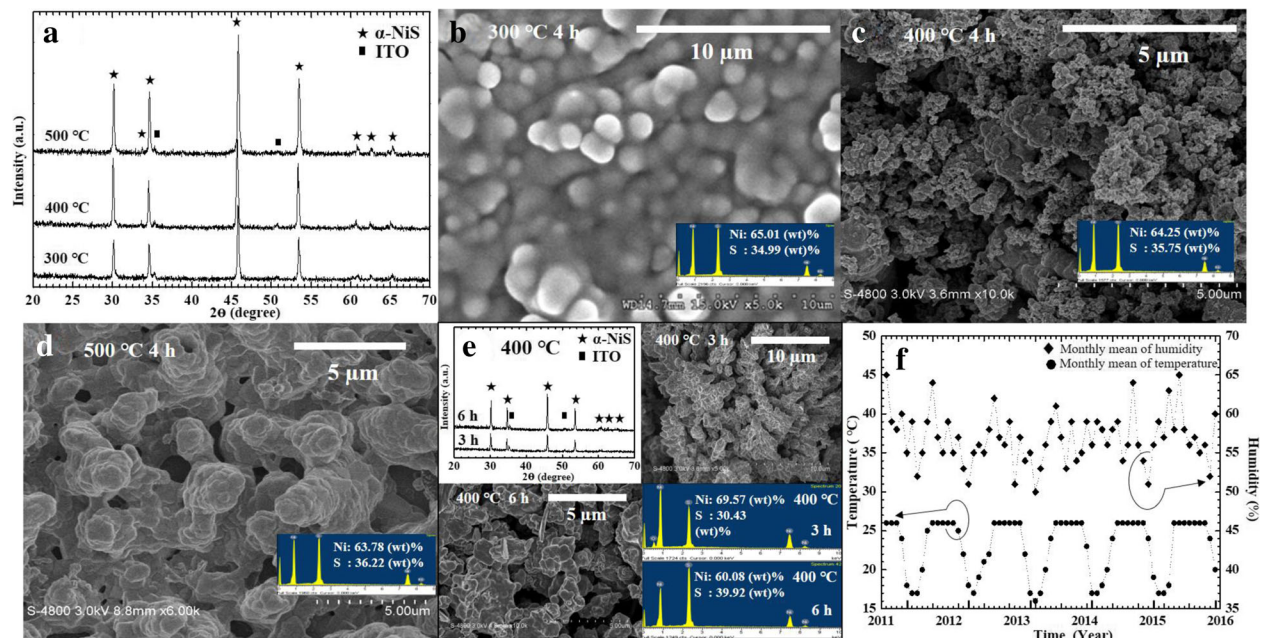 a
★ α-NiS
■ ITO
Intensity (a.u.)
500 °C
400 °C
300 °C
20 25 30 35 40 45 50 55 60 65 70
2Θ (degree)
b
300 °C 4 h
10 µm
Ni: 65.01 (wt)%
S : 34.99 (wt)%
WD14.7mm 15.0kV x5.0k 10um
c
400 °C 4 h
5 µm
Ni: 64.25 (wt)%
S : 35.75 (wt)%
S-4800 3.0kV 3.6mm x10.0k
5.00um
d
500 °C 4 h
5 µm
Ni: 63.78 (wt)%
S : 36.22 (wt)%
S-4800 3.0kV 8.8mm x6.00k
5.00um
e
400 °C
★ α-NiS
■ ITO
Intensity (a.u.)
6 h
3 h
20 30 40 50 60 70
2Θ (degree)
400 °C 3 h
10 µm
400 °C 6 h
5 µm
Ni: 69.57 (wt)% 400 °C
S : 30.43
(wt)%
3 h
Ni: 60.08 (wt)% 400 °C
S : 39.92 (wt)%
6 h
f
◆ Monthly mean of humidity
● Monthly mean of temperature
Temperature ( °C)
50
45
40
35
30
25
20
15
Humidity (%)
70
65
60
55
50
45
40
35
2011 2012 2013 2014 2015 2016
Time (Year)